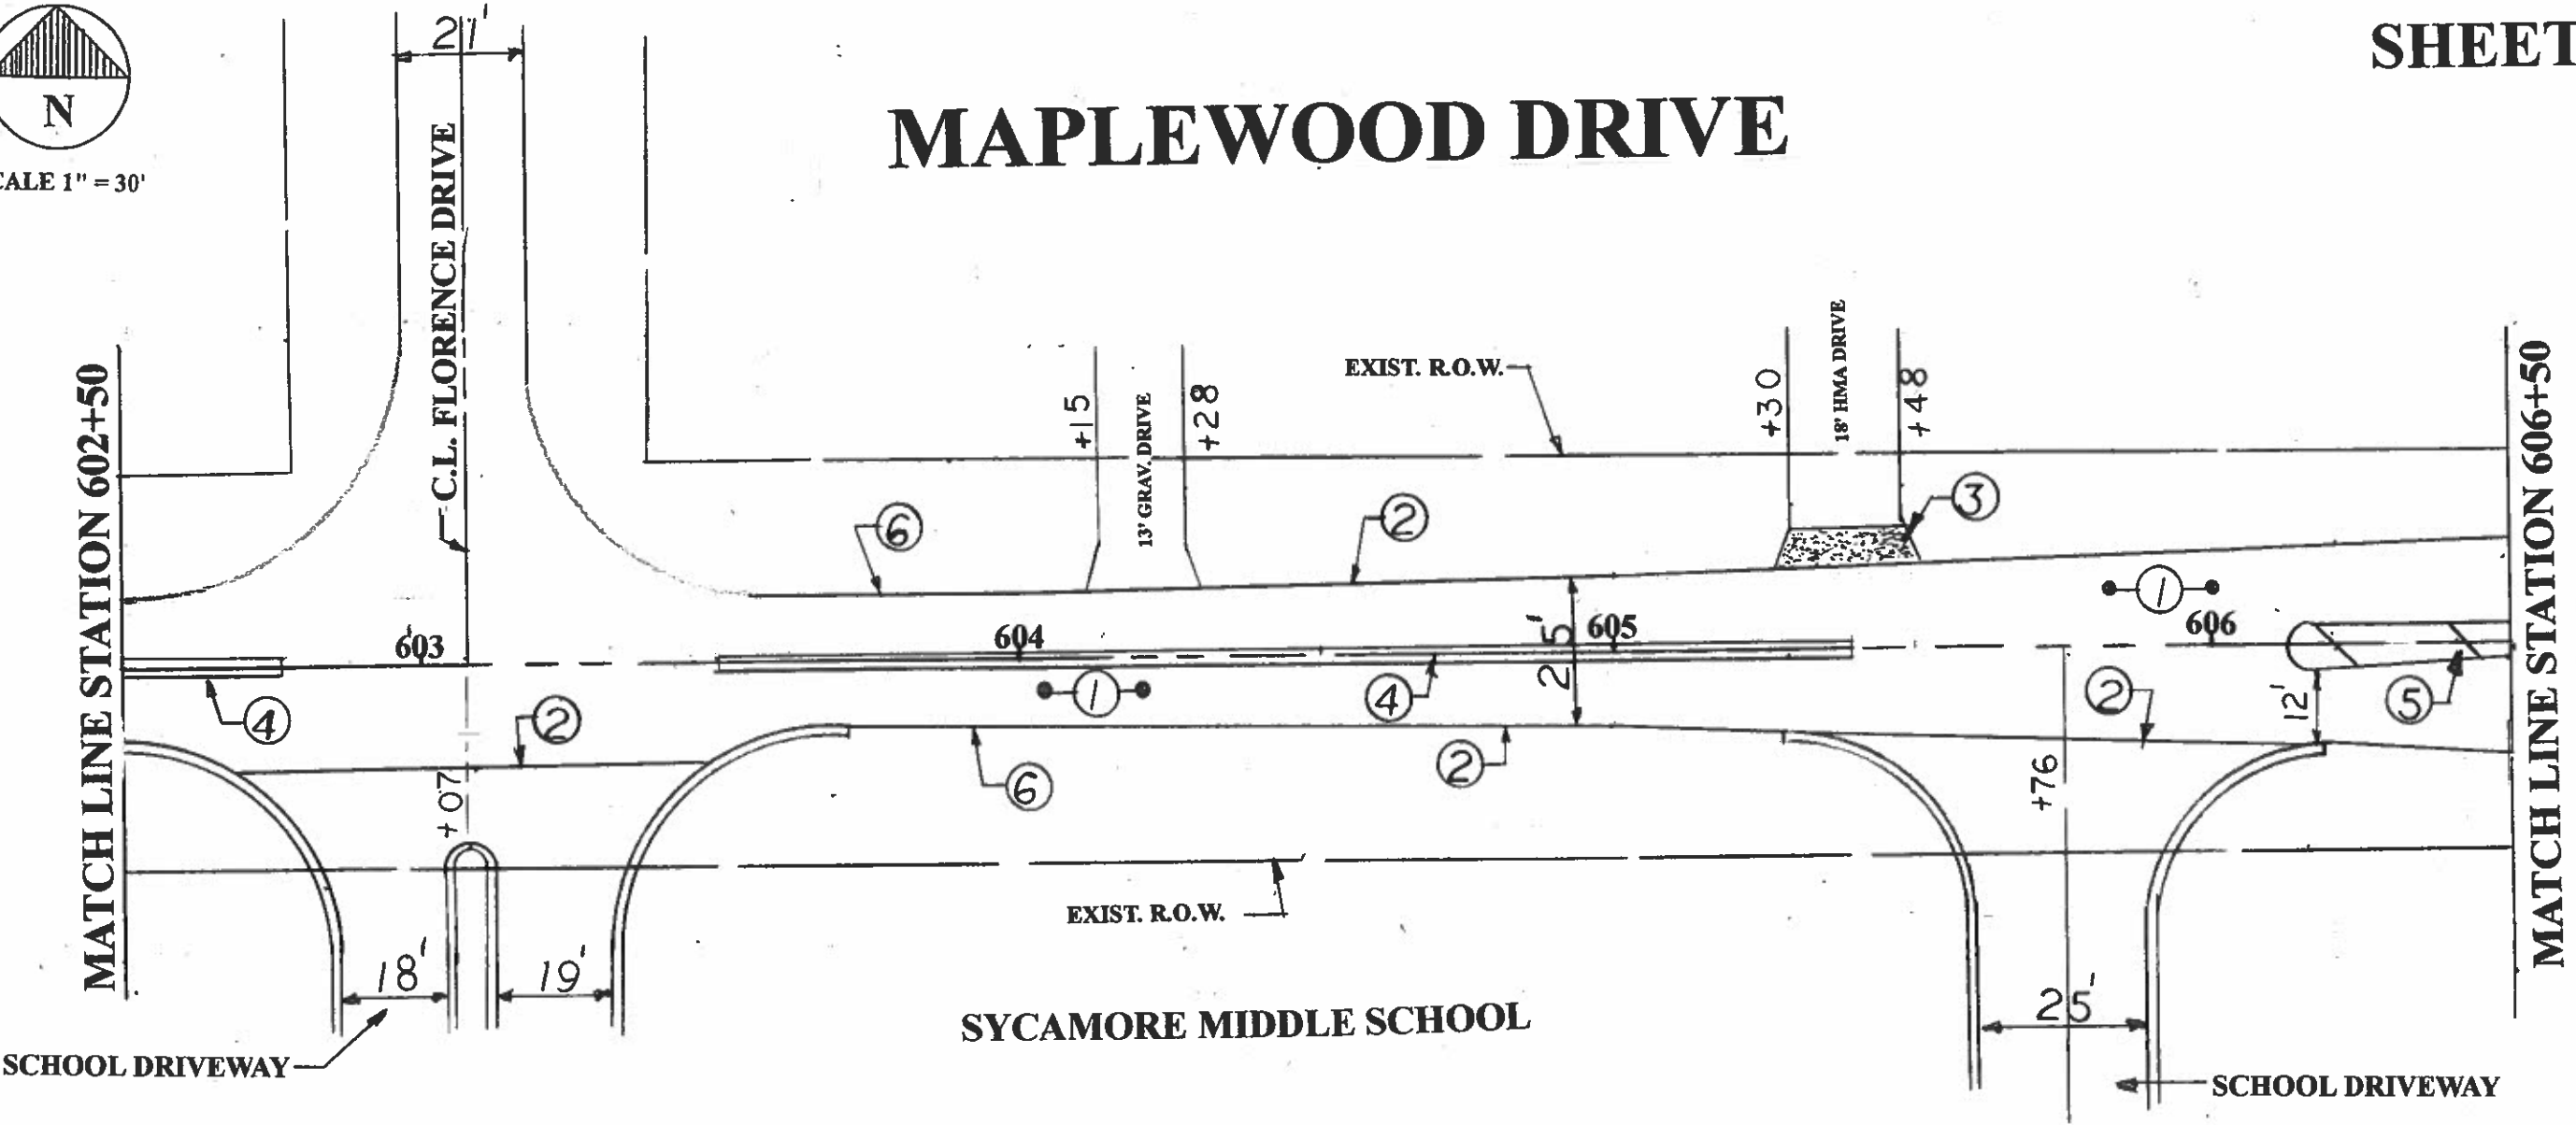 SHEET
N
CALE 1" = 30'
MAPLEWOOD DRIVE
21'
C.L. FLORENCE DRIVE
MATCH LINE STATION 602+50
MATCH LINE STATION 606+50
+15
13' GRAV. DRIVE
+28
EXIST. R.O.W.
+30
18' HMA DRIVE
+48
6
2
3
1
603
604
25'
605
606
4
2
1
4
2
12'
5
6
2
+07
+76
EXIST. R.O.W.
18'
19'
25'
SYCAMORE MIDDLE SCHOOL
SCHOOL DRIVEWAY
SCHOOL DRIVEWAY